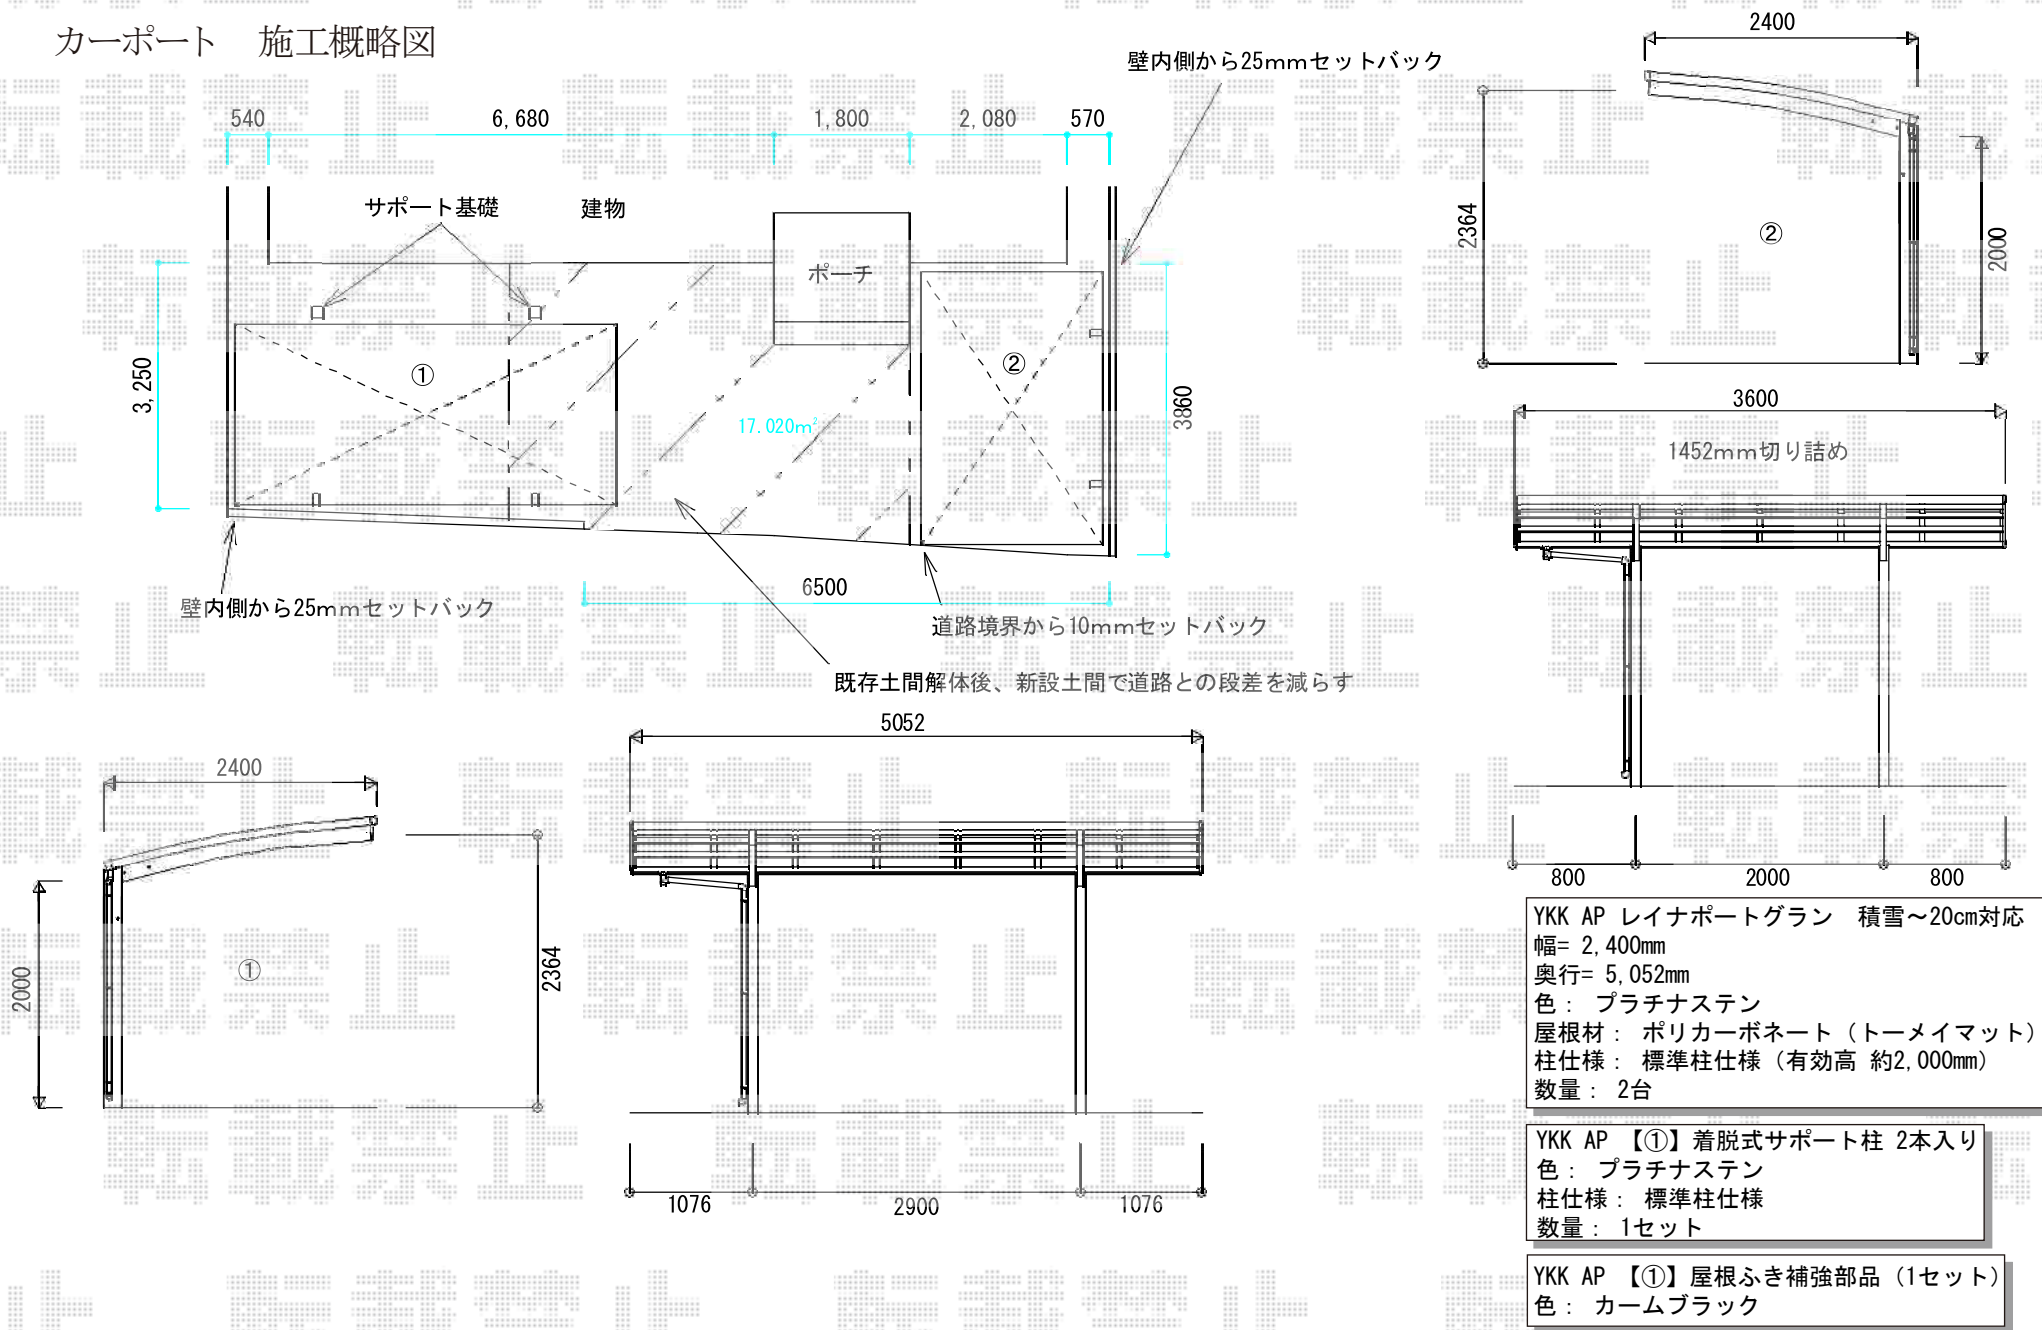 カーポート　施工概略図
壁内側から25mmセットバック
2400
540
6,680
1,800
2,080
570
サポート基礎
建物
ポーチ
2364
②
2000
3,250
①
②
17,020m²
3860
3600
1452mm切り詰め
壁内側から25mmセットバック
6500
道路境界から10mmセットバック
既存土間解体後、新設土間で道路との段差を減らす
5052
2400
800
2000
800
2000
①
2364
1076
2900
1076
YKK AP レイナポートグラン　積雪～20cm対応
幅= 2,400mm
奥行= 5,052mm
色： プラチナステン
屋根材： ポリカーボネート（トーメイマット）
柱仕様： 標準柱仕様（有効高 約2,000mm）
数量： 2台
YKK AP 【①】着脱式サポート柱 2本入り
色： プラチナステン
柱仕様： 標準柱仕様
数量： 1セット
YKK AP 【①】屋根ふき補強部品（1セット）
色： カームブラック
転載禁止